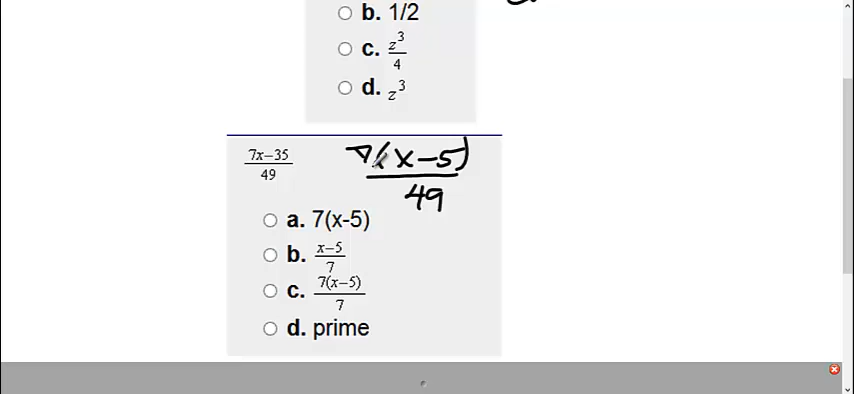 b. 1/2
c. z³/4
d. z³
7x-35/49 7(x-5)/49
a. 7(x-5)
b. x-5/7
c. 7(x-5)/7
d. prime